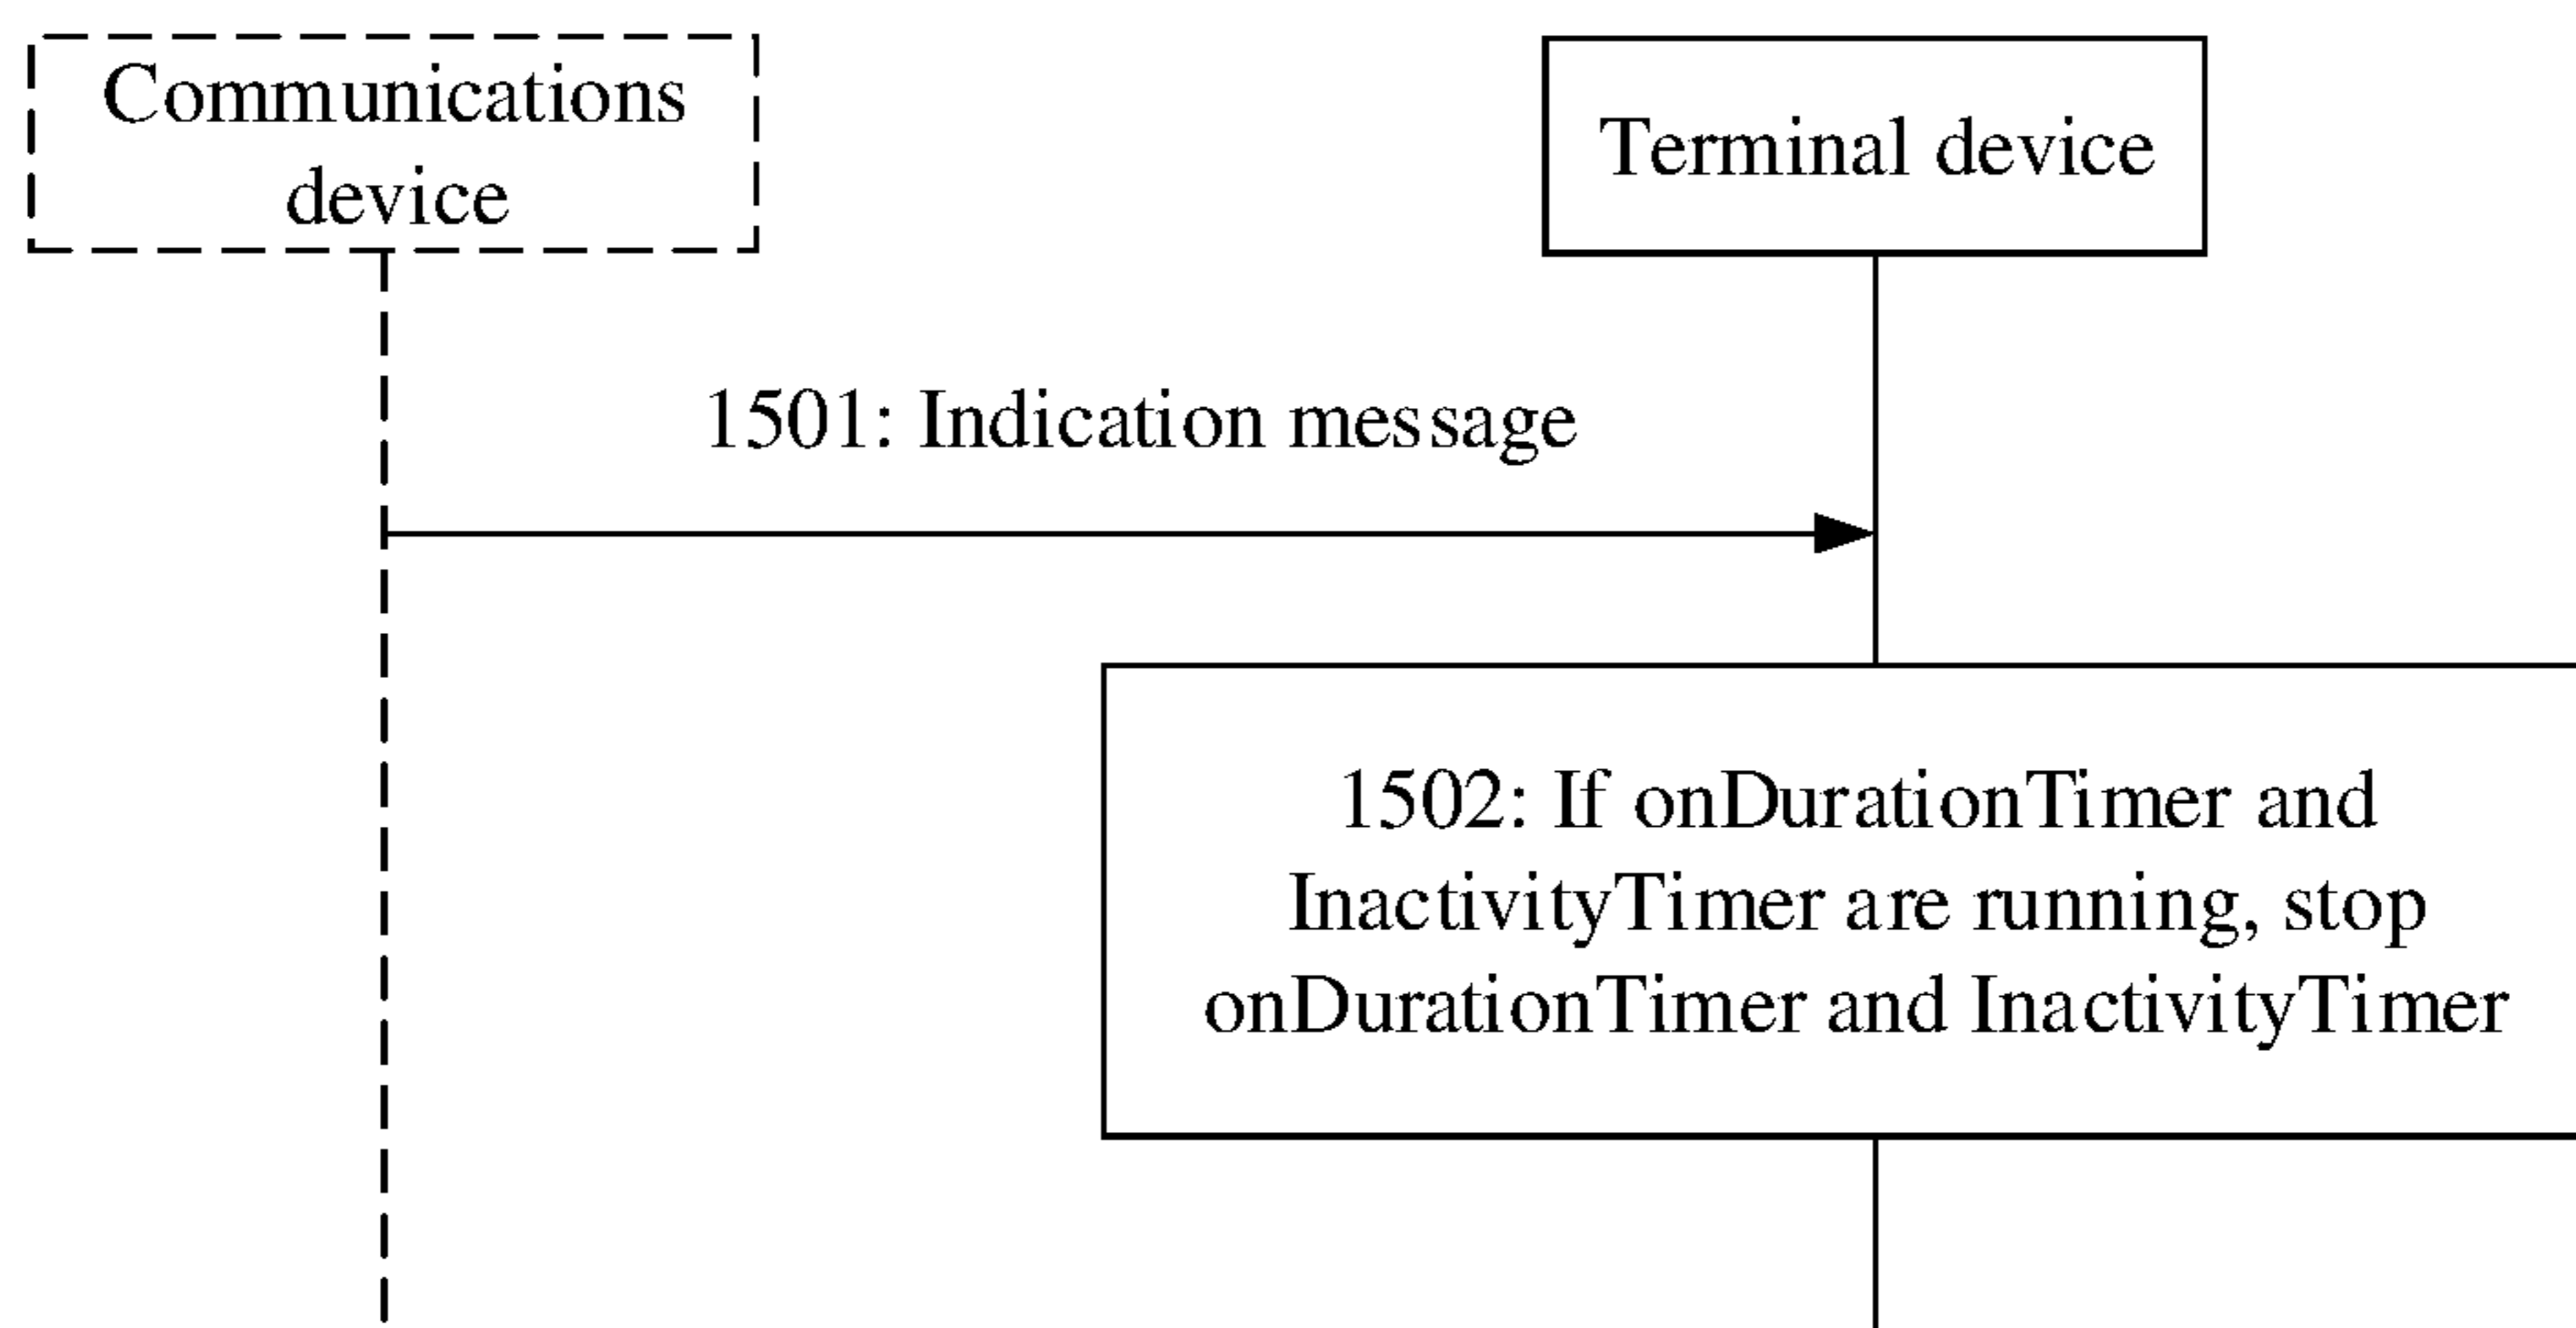 Communications
device
Terminal device
1501: Indication message
1502: If onDurationTimer and
InactivityTimer are running, stop
onDurationTimer and InactivityTimer